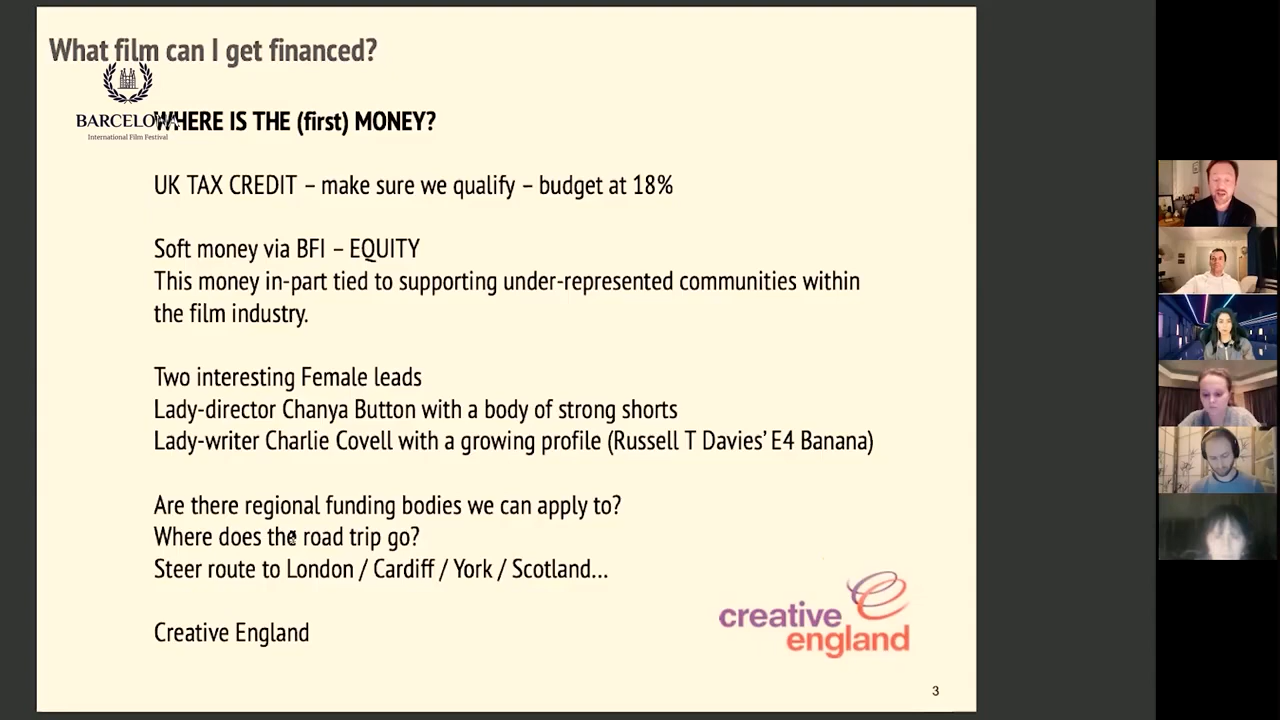 What film can I get financed?
BARCELONA
International Film Festival
WHERE IS THE (first) MONEY?
UK TAX CREDIT – make sure we qualify – budget at 18%
Soft money via BFI – EQUITY
This money in-part tied to supporting under-represented communities within
the film industry.
Two interesting Female leads
Lady-director Chanya Button with a body of strong shorts
Lady-writer Charlie Covell with a growing profile (Russell T Davies’ E4 Banana)
Are there regional funding bodies we can apply to?
Where does the road trip go?
Steer route to London / Cardiff / York / Scotland...
Creative England
creative
england
3